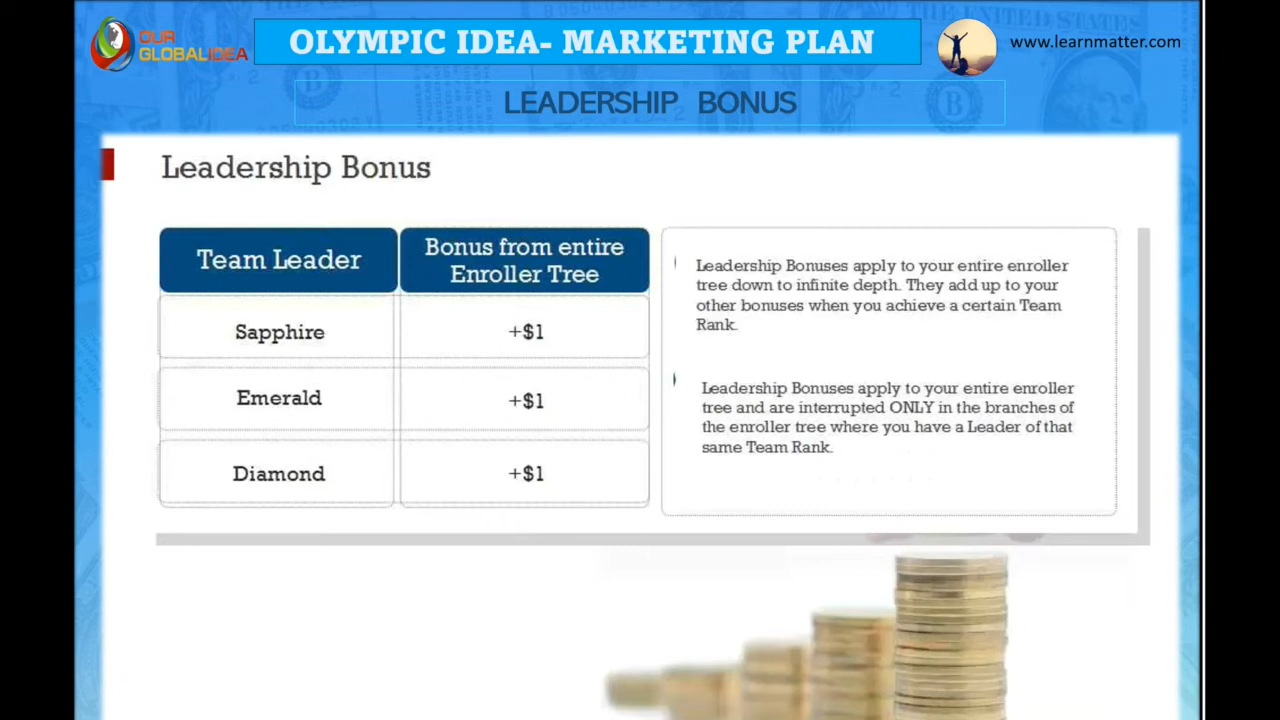 OUR
GLOBALIDEA
OLYMPIC IDEA- MARKETING PLAN
www.learnmatter.com
LEADERSHIP BONUS
Leadership Bonus
Team Leader
Bonus from entire
Enroller Tree
Sapphire
+$1
Emerald
+$1
Diamond
+$1
Leadership Bonuses apply to your entire enroller
tree down to infinite depth. They add up to your
other bonuses when you achieve a certain Team
Rank.
Leadership Bonuses apply to your entire enroller
tree and are interrupted ONLY in the branches of
the enroller tree where you have a Leader of that
same Team Rank.